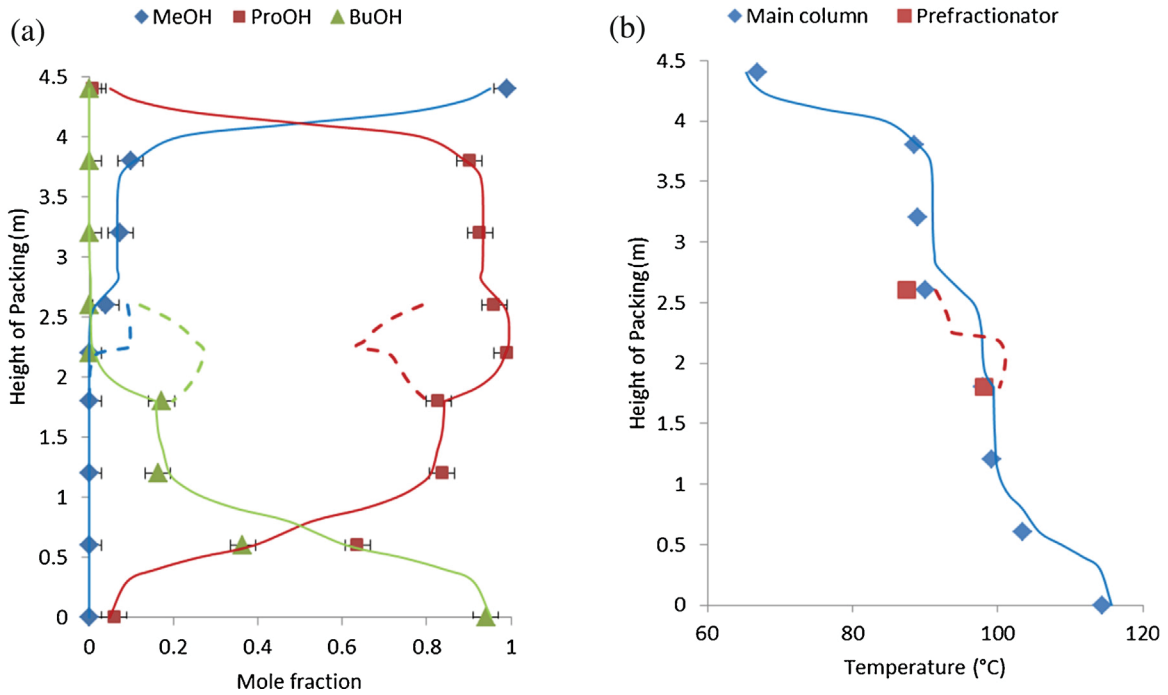 (a)
MeOH ProOH BuOH
4.5
4
3.5
3
2.5
2
1.5
1
0.5
0
Height of Packing(m)
0 0.2 0.4 0.6 0.8 1
Mole fraction
(b)
Main column Prefractionator
4.5
4
3.5
3
2.5
2
1.5
1
0.5
0
Height of Packing(m)
60 80 100 120
Temperature (°C)